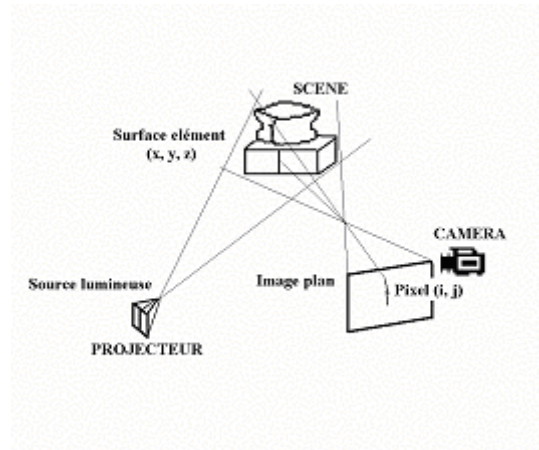 SCENE
Surface elément
(x, y, z)
CAMERA
Source lumineuse
Image plan
Pixel (i, j)
PROJECTEUR